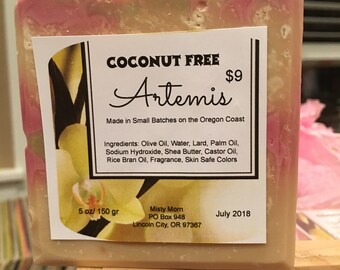 COCONUT FREE
$9
Artemis
Made in Small Batches on the Oregon Coast
Ingredients: Olive Oil, Water, Lard, Palm Oil,
Sodium Hydroxide, Shea Butter, Castor Oil,
Rice Bran Oil, Fragrance, Skin Safe Colors
5 oz/ 150 gr
Misty Morn
PO Box 948
Lincoln City, OR 97367
July 2018